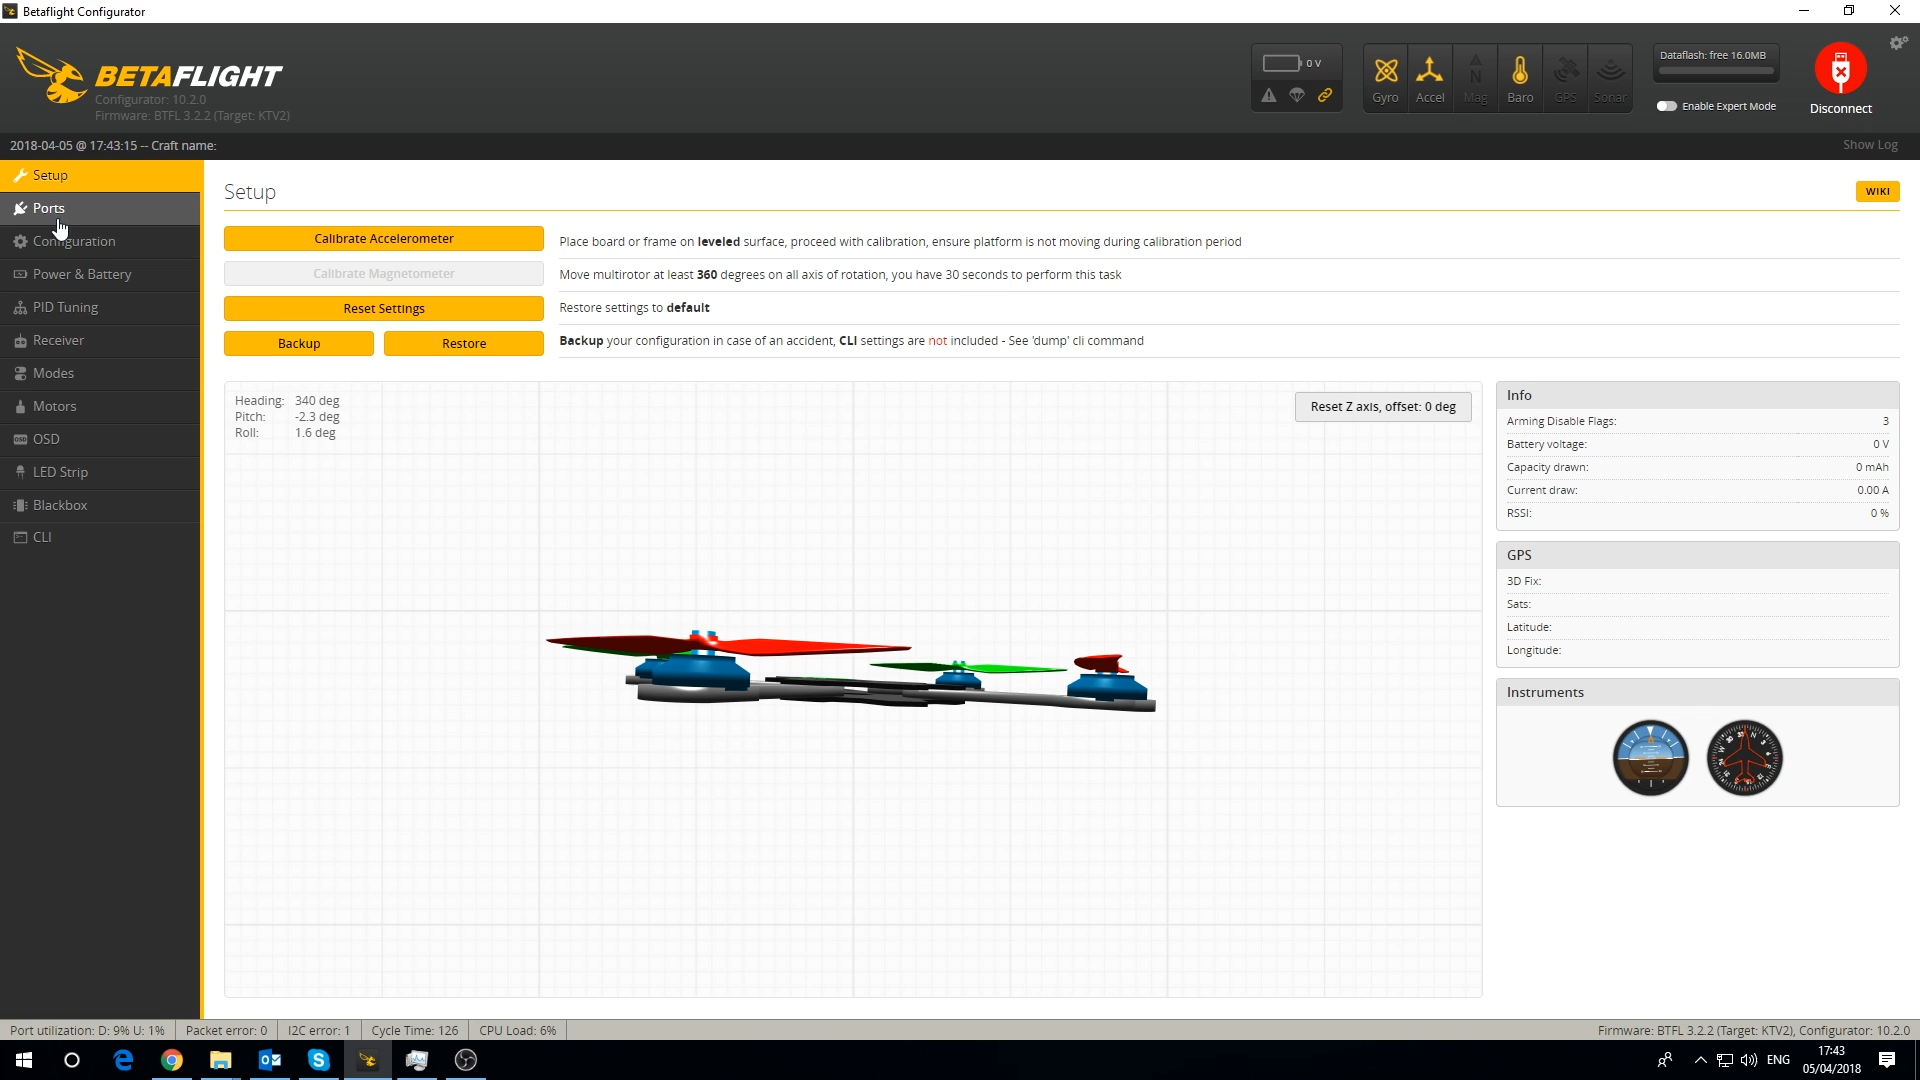 Betaflight Configurator
BETAFLIGHT
Configurator: 10.2.0
Firmware: BTFL 3.2.2 (Target: KTV2)
0 V
Gyro
Accel
Mag
Baro
GPS
Sonar
Dataflash: free 16.0MB
Enable Expert Mode
Disconnect
2018-04-05 @ 17:43:15 -- Craft name:
Show Log
Setup
Ports
Configuration
Power & Battery
PID Tuning
Receiver
Modes
Motors
OSD
LED Strip
Blackbox
CLI
Setup
WIKI
Calibrate Accelerometer
Place board or frame on leveled surface, proceed with calibration, ensure platform is not moving during calibration period
Calibrate Magnetometer
Move multirotor at least 360 degrees on all axis of rotation, you have 30 seconds to perform this task
Reset Settings
Restore settings to default
Backup
Restore
Backup your configuration in case of an accident, CLI settings are not included - See 'dump' cli command
Heading: 340 deg
Pitch: -2.3 deg
Roll: 1.6 deg
Reset Z axis, offset: 0 deg
Info
Arming Disable Flags: 3
Battery voltage: 0 V
Capacity drawn: 0 mAh
Current draw: 0.00 A
RSSI: 0 %
GPS
3D Fix:
Sats:
Latitude:
Longitude:
Instruments
Port utilization: D: 9% U: 1%
Packet error: 0
I2C error: 1
Cycle Time: 126
CPU Load: 6%
Firmware: BTFL 3.2.2 (Target: KTV2), Configurator: 10.2.0
ENG
17:43
05/04/2018